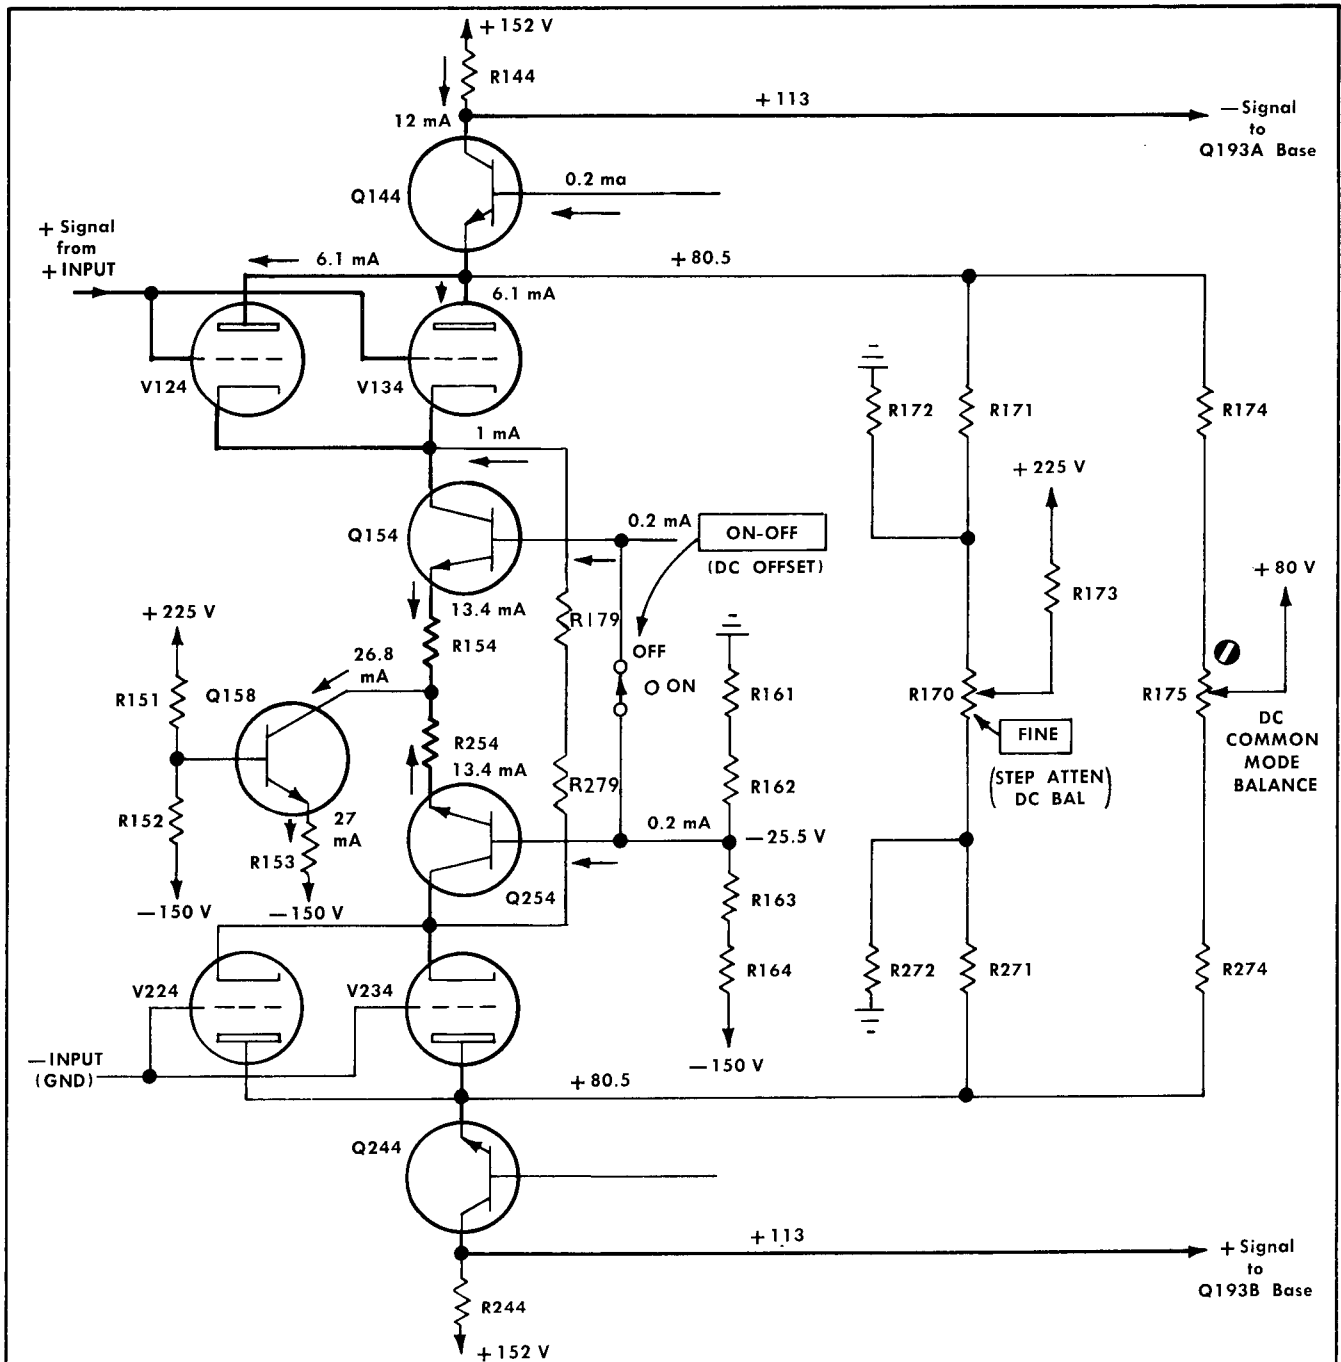 + 152 V
R144
+ 113
12 mA
— Signal
to
Q193A Base
Q144
0.2 ma
+ Signal
from
+ INPUT
6.1 mA
+ 80.5
6.1 mA
V124
V134
R172
R171
R174
1 mA
+ 225 V
Q154
0.2 mA
ON-OFF
(DC OFFSET)
13.4 mA
R179
R173
+ 80 V
+ 225 V
R154
OFF
ON
26.8
mA
R151
Q158
R161
R170
R175
R254
FINE
DC
COMMON
MODE
BALANCE
13.4 mA
R279
R162
(STEP ATTEN
DC BAL)
R152
27
mA
0.2 mA
— 25.5 V
R153
Q254
R163
— 150 V
— 150 V
V224
V234
R164
R272
R271
R274
— INPUT
(GND)
— 150 V
+ 80.5
Q244
+ 113
+ Signal
to
Q193B Base
R244
+ 152 V